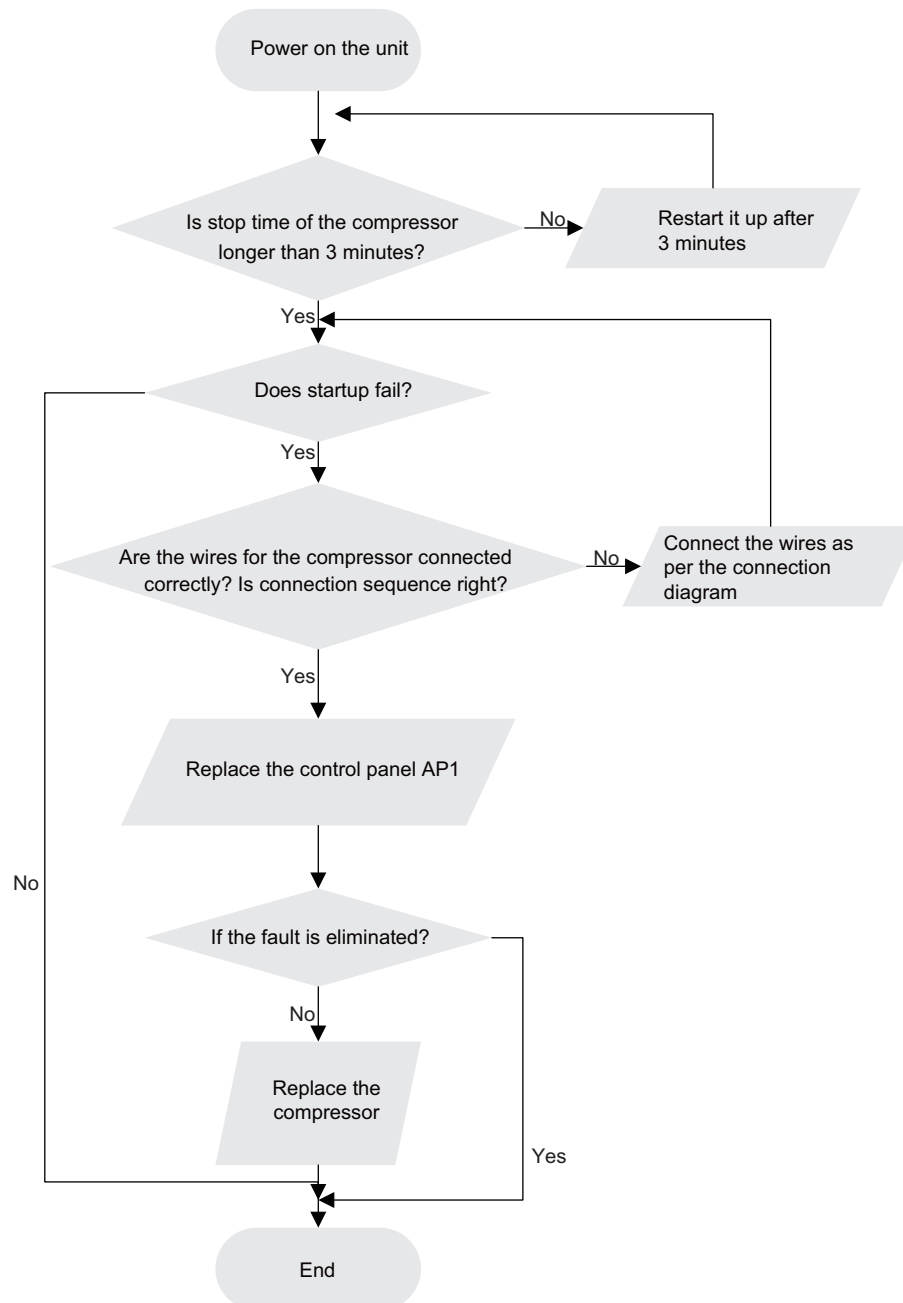 Power on the unit
Is stop time of the compressor
longer than 3 minutes?
No
Restart it up after
3 minutes
Yes
Does startup fail?
Yes
Are the wires for the compressor connected
correctly? Is connection sequence right?
No
Connect the wires as
per the connection
diagram
Yes
Replace the control panel AP1
No
If the fault is eliminated?
No
Replace the
compressor
Yes
End